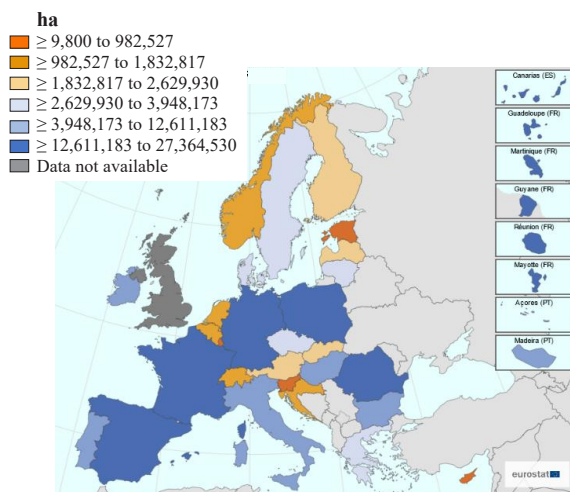 ha
≥ 9,800 to 982,527
≥ 982,527 to 1,832,817
≥ 1,832,817 to 2,629,930
≥ 2,629,930 to 3,948,173
≥ 3,948,173 to 12,611,183
≥ 12,611,183 to 27,364,530
Data not available
Canarias (ES)
Guadeloupe (FR)
Martinique (FR)
Guyane (FR)
Réunion (FR)
Mayotte (FR)
Açores (PT)
Madeira (PT)
eurostat